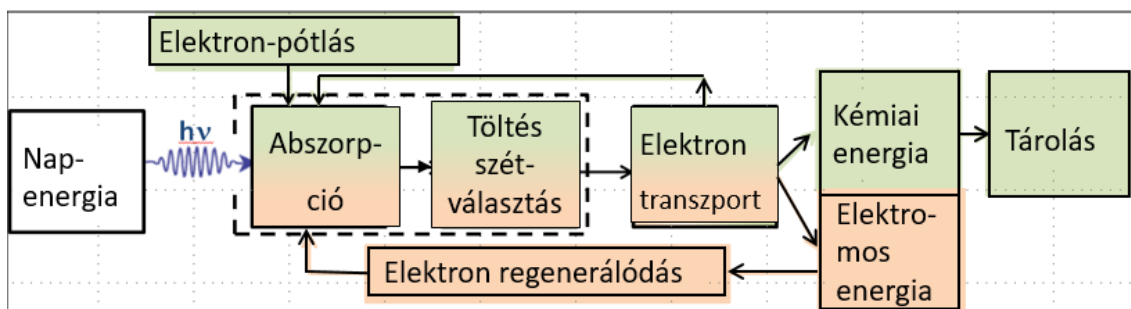 Elektron-pótlás
Nap-
energia
hν
Abszorp-
ció
Töltés
szét-
választás
Elektron
transzport
Kémiai
energia
Tárolás
Elektro-
mos
energia
Elektron regenerálódás